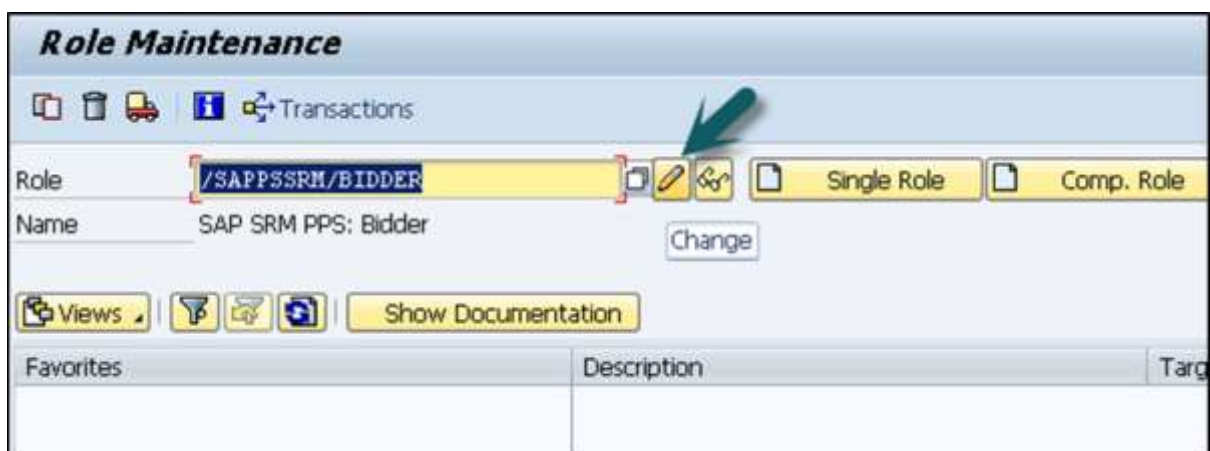 Role Maintenance
Transactions
Role /SAPPSSRM/BIDDER Single Role Comp. Role
Name SAP SRM PPS: Bidder
Change
Views Show Documentation
Favorites Description Targ